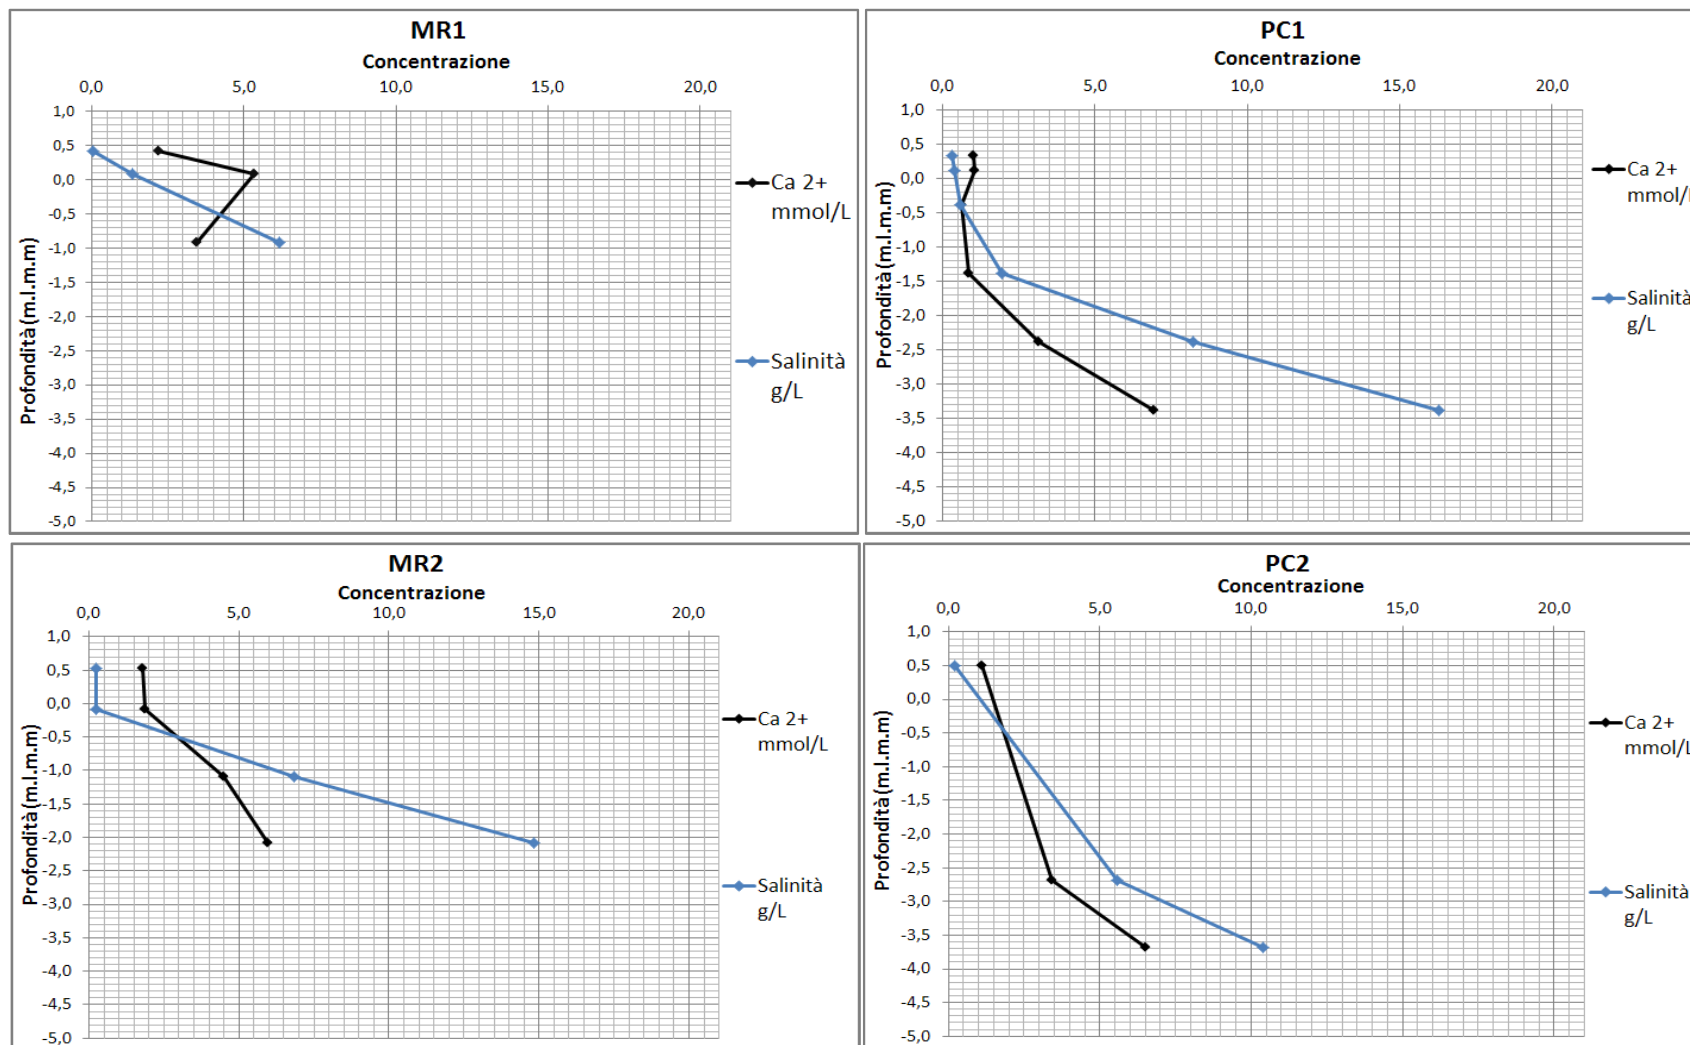 MR1
Concentrazione
0,0 5,0 10,0 15,0 20,0
1,0
0,5
0,0
-0,5
-1,0
-1,5
-2,0
-2,5
-3,0
-3,5
-4,0
-4,5
-5,0
Profondità (m.l.m.m)
Ca 2+
mmol/L
Salinità
g/L
PC1
Concentrazione
0,0 5,0 10,0 15,0 20,0
1,0
0,5
0,0
-0,5
-1,0
-1,5
-2,0
-2,5
-3,0
-3,5
-4,0
-4,5
-5,0
Profondità (m.l.m.m)
Ca 2+
mmol/L
Salinità
g/L
MR2
Concentrazione
0,0 5,0 10,0 15,0 20,0
1,0
0,5
0,0
-0,5
-1,0
-1,5
-2,0
-2,5
-3,0
-3,5
-4,0
-4,5
-5,0
Profondità (m.l.m.m)
Ca 2+
mmol/L
Salinità
g/L
PC2
Concentrazione
0,0 5,0 10,0 15,0 20,0
1,0
0,5
0,0
-0,5
-1,0
-1,5
-2,0
-2,5
-3,0
-3,5
-4,0
-4,5
-5,0
Profondità (m.l.m.m)
Ca 2+
mmol/L
Salinità
g/L